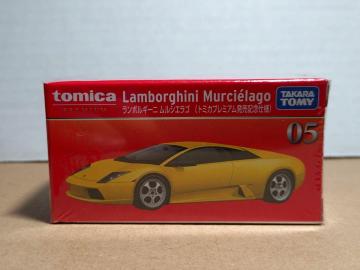 tomica
PREMIUM
Lamborghini Murciélago
ランボルギーニ ムルシエラゴ (トミカプレミアム発売記念仕様)
TAKARA
TOMY
05